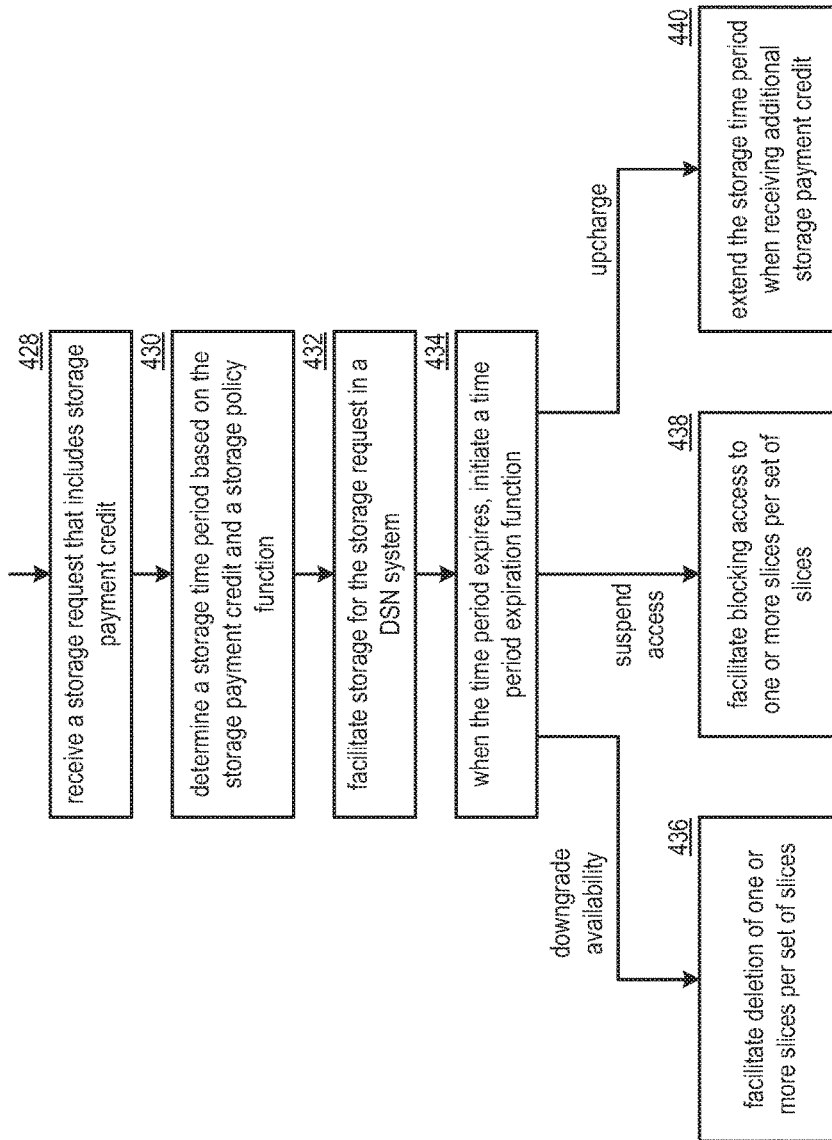 428
receive a storage request that includes storage
payment credit
430
determine a storage time period based on the
storage payment credit and a storage policy
function
432
facilitate storage for the storage request in a
DSN system
434
when the time period expires, initiate a time
period expiration function
downgrade
availability
suspend
access
upcharge
436
facilitate deletion of one or
more slices per set of slices
438
facilitate blocking access to
one or more slices per set of
slices
440
extend the storage time period
when receiving additional
storage payment credit